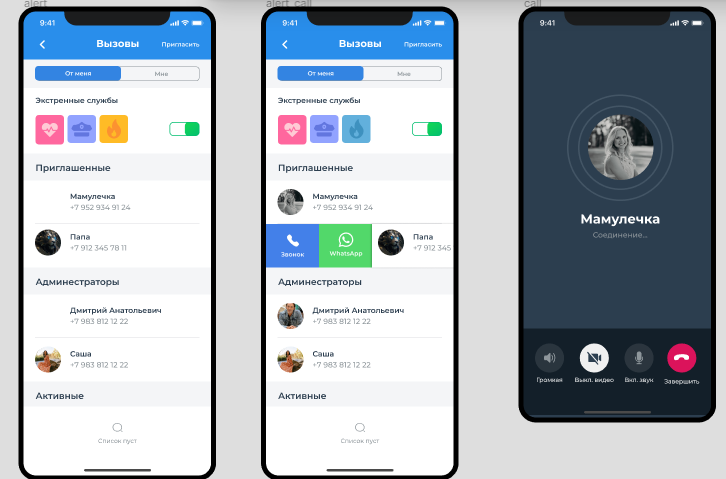 alert
9:41
Вызовы
Пригласить
От меня
Мне
Экстренные службы
Приглашенные
Мамулечка
+7 952 934 91 24
Папа
+7 912 345 78 11
Админестраторы
Дмитрий Анатольевич
+7 983 812 12 22
Саша
+7 983 812 12 22
Активные
Список пуст
alert_call
9:41
Вызовы
Пригласить
От меня
Мне
Экстренные службы
Приглашенные
Мамулечка
+7 952 934 91 24
Звонок
WhatsApp
Папа
+7 912 345
Админестраторы
Дмитрий Анатольевич
+7 983 812 12 22
Саша
+7 983 812 12 22
Активные
Список пуст
call
9:41
Мамулечка
Соединение...
Громкая
Выкл. видео
Вкл. звук
Завершить